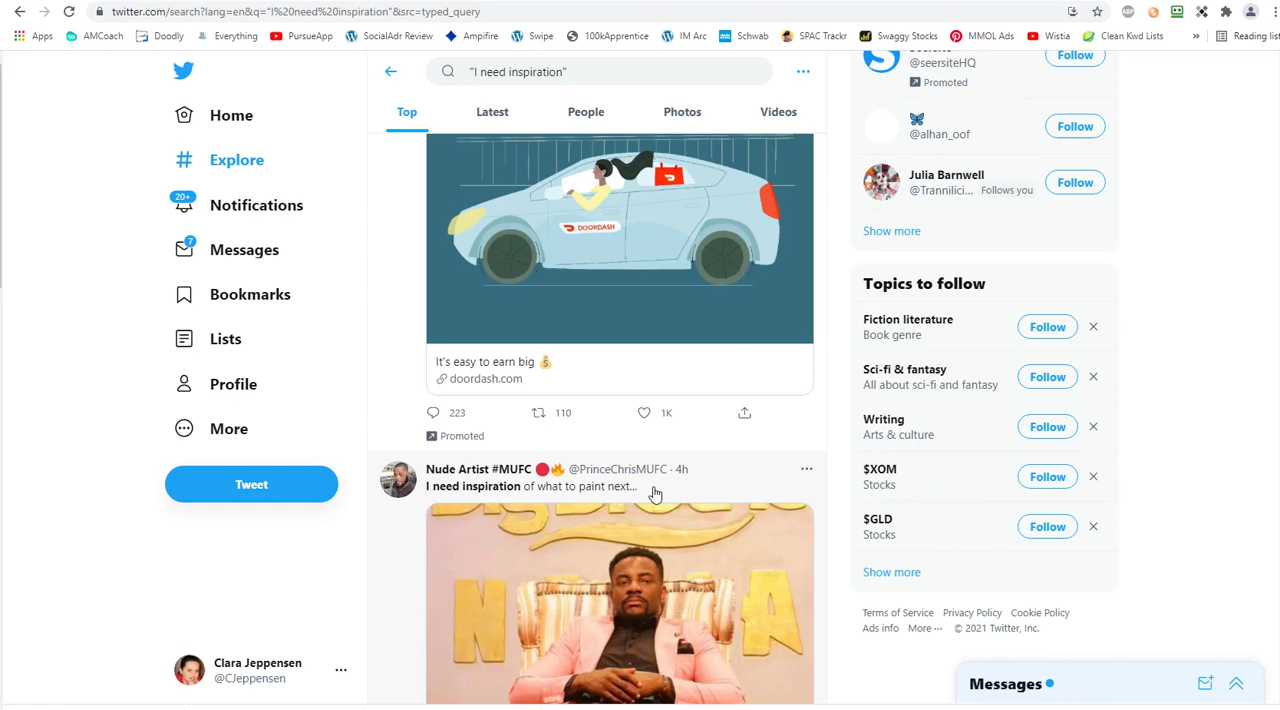 twitter.com/search?lang=en&q="I%20need%20inspiration"&src=typed_query
Apps
AMCoach
Doodly
Everything
PursueApp
SocialAdr Review
Ampifire
Swipe
100kApprentice
IM Arc
Schwab
SPAC Trackr
Swaggy Stocks
MMOL Ads
Wistia
Clean Kwd Lists
»
Reading list
Home
Explore
20+
Notifications
7
Messages
Bookmarks
Lists
Profile
More
Tweet
Clara Jeppensen
@CJeppensen
"I need inspiration"
Top
Latest
People
Photos
Videos
DOORDASH
It's easy to earn big 💰
doordash.com
223
110
1K
Promoted
Nude Artist #MUFC 🔴🔥 @PrinceChrisMUFC · 4h
I need inspiration of what to paint next...
N
A
@seersiteHQ
Follow
Promoted
🦋
@alhan_oof
Follow
Julia Barnwell
@Trannilici... Follows you
Follow
Show more
Topics to follow
Fiction literature
Book genre
Follow
Sci-fi & fantasy
All about sci-fi and fantasy
Follow
Writing
Arts & culture
Follow
$XOM
Stocks
Follow
$GLD
Stocks
Follow
Show more
Terms of Service Privacy Policy Cookie Policy
Ads info More ··· © 2021 Twitter, Inc.
Messages